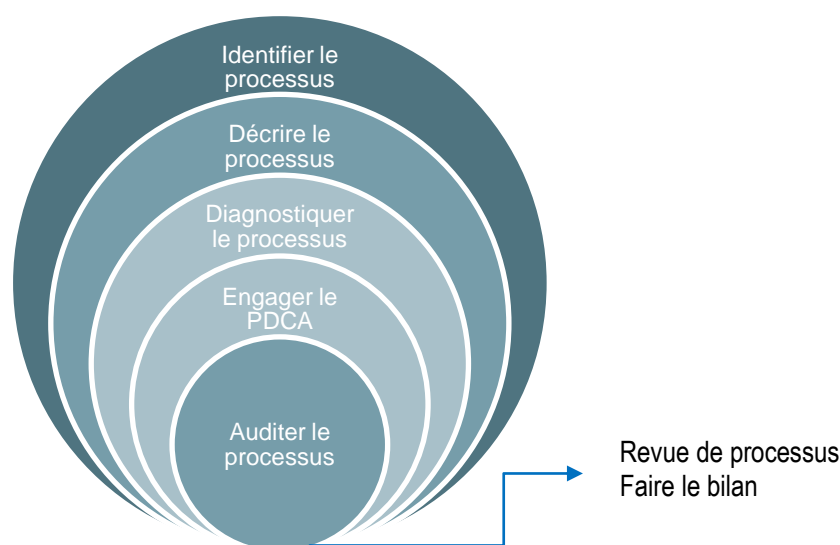 Identifier le
processus
Décrire le
processus
Diagnostiquer
le processus
Engager le
PDCA
Auditer le
processus
Revue de processus
Faire le bilan